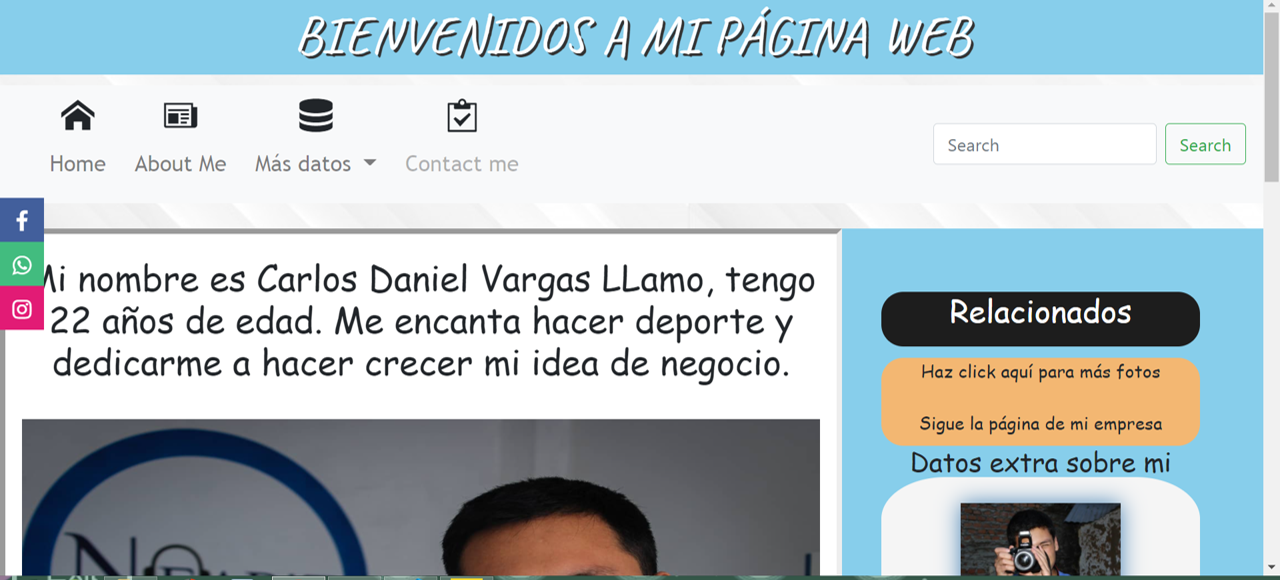 BIENVENIDOS A MI PÁGINA WEB
Home
About Me
Más datos
Contact me
Search
Search
Mi nombre es Carlos Daniel Vargas LLamo, tengo
22 años de edad. Me encanta hacer deporte y
dedicarme a hacer crecer mi idea de negocio.
Relacionados
Haz click aquí para más fotos
Sigue la página de mi empresa
Datos extra sobre mi